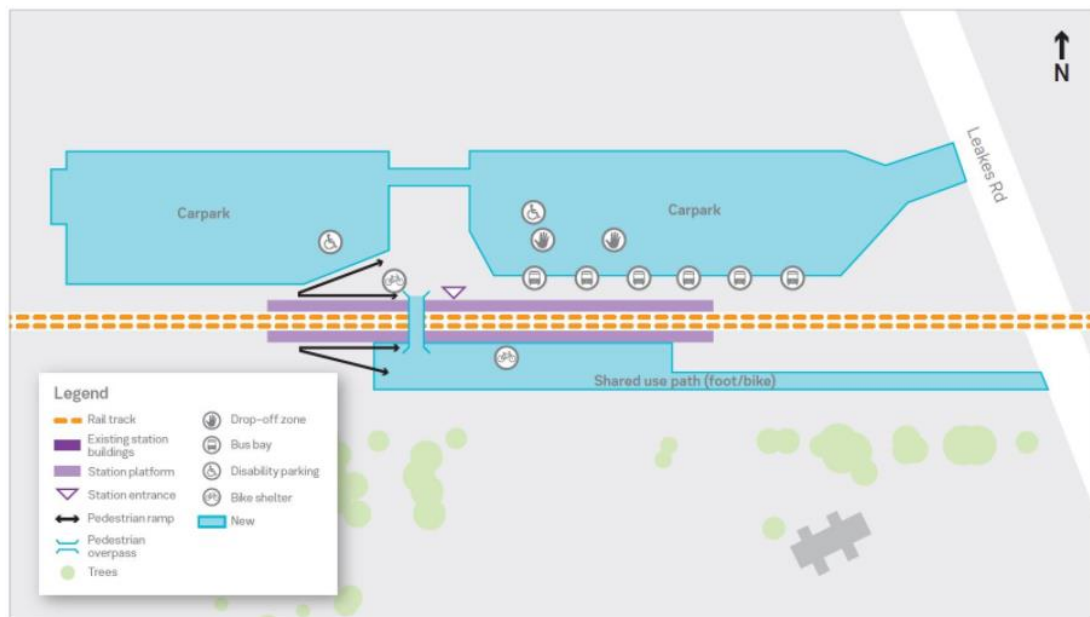 N
Leakes Rd
Carpark
Carpark
Shared use path (foot/bike)
Legend
Rail track
Existing station
buildings
Station platform
Station entrance
Pedestrian ramp
Pedestrian
overpass
Trees
Drop-off zone
Bus bay
Disability parking
Bike shelter
New